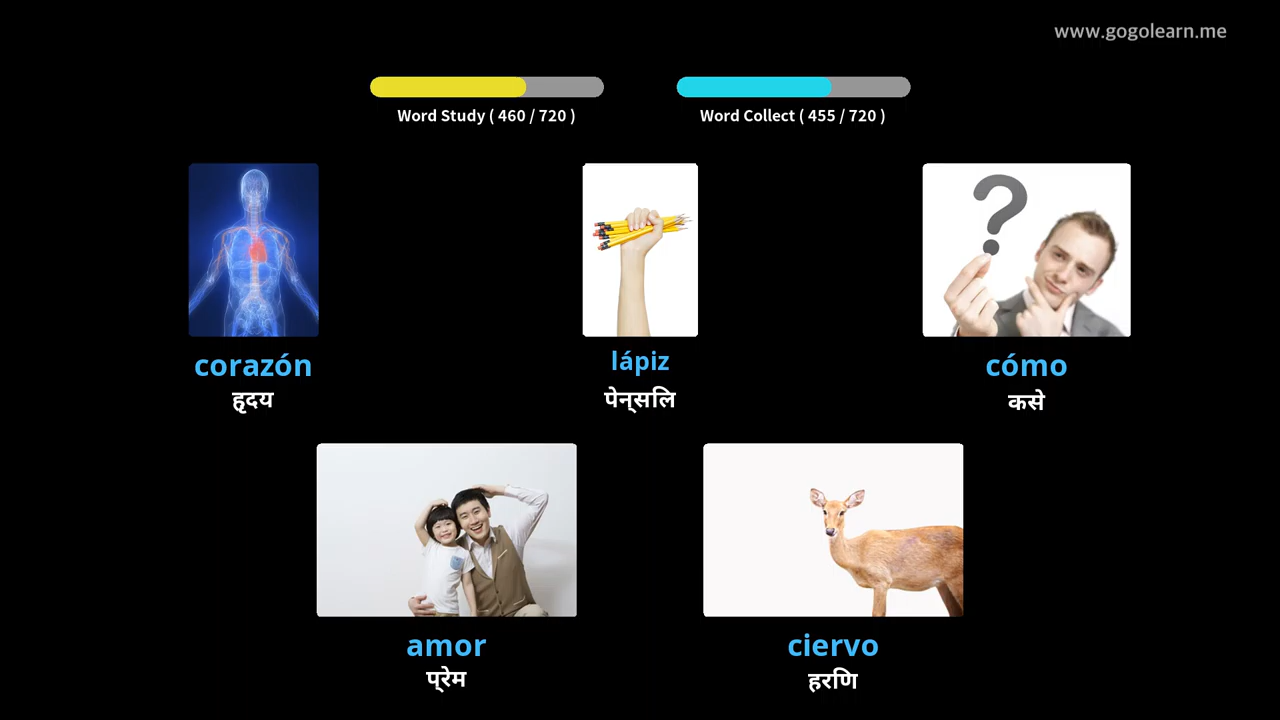 www.gogolearn.me
Word Study ( 460 / 720 )
Word Collect ( 455 / 720 )
corazón
हृदय
lápiz
पेन्सलि
cómo
कसे
amor
प्रेम
ciervo
हरणि